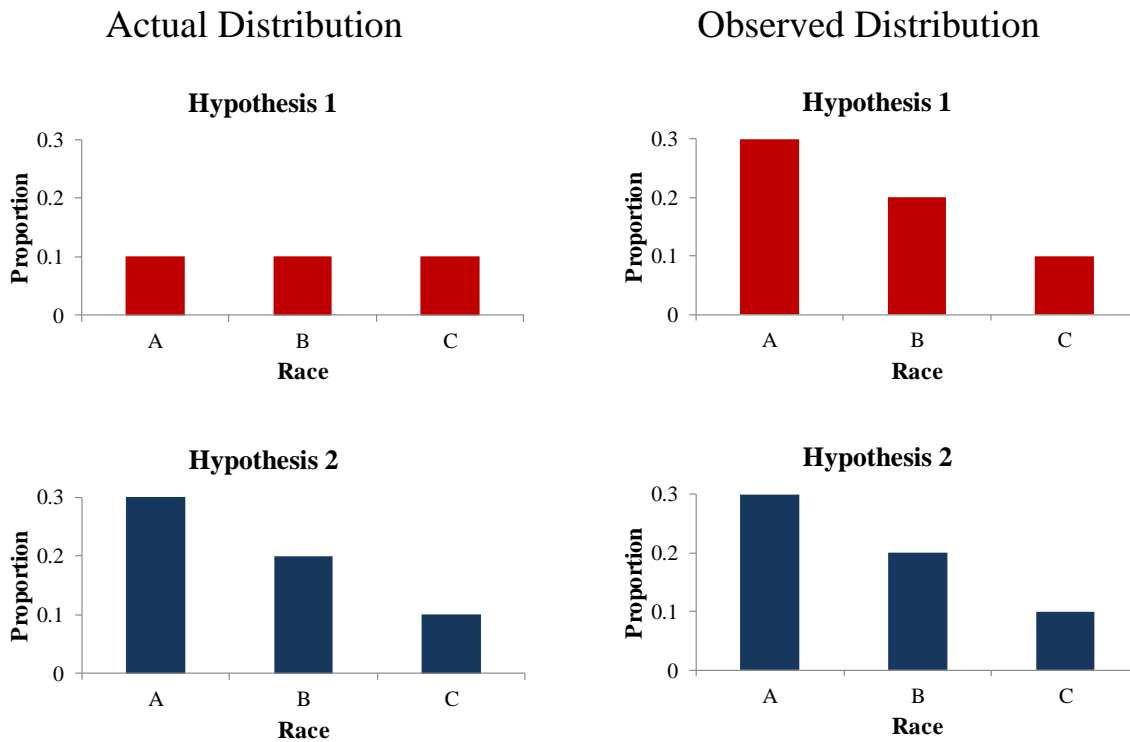 Actual Distribution
Observed Distribution
Hypothesis 1
0.3
0.2
0.1
0
Proportion
A B C
Race
Hypothesis 1
0.3
0.2
0.1
0
Proportion
A B C
Race
Hypothesis 2
0.3
0.2
0.1
0
Proportion
A B C
Race
Hypothesis 2
0.3
0.2
0.1
0
Proportion
A B C
Race